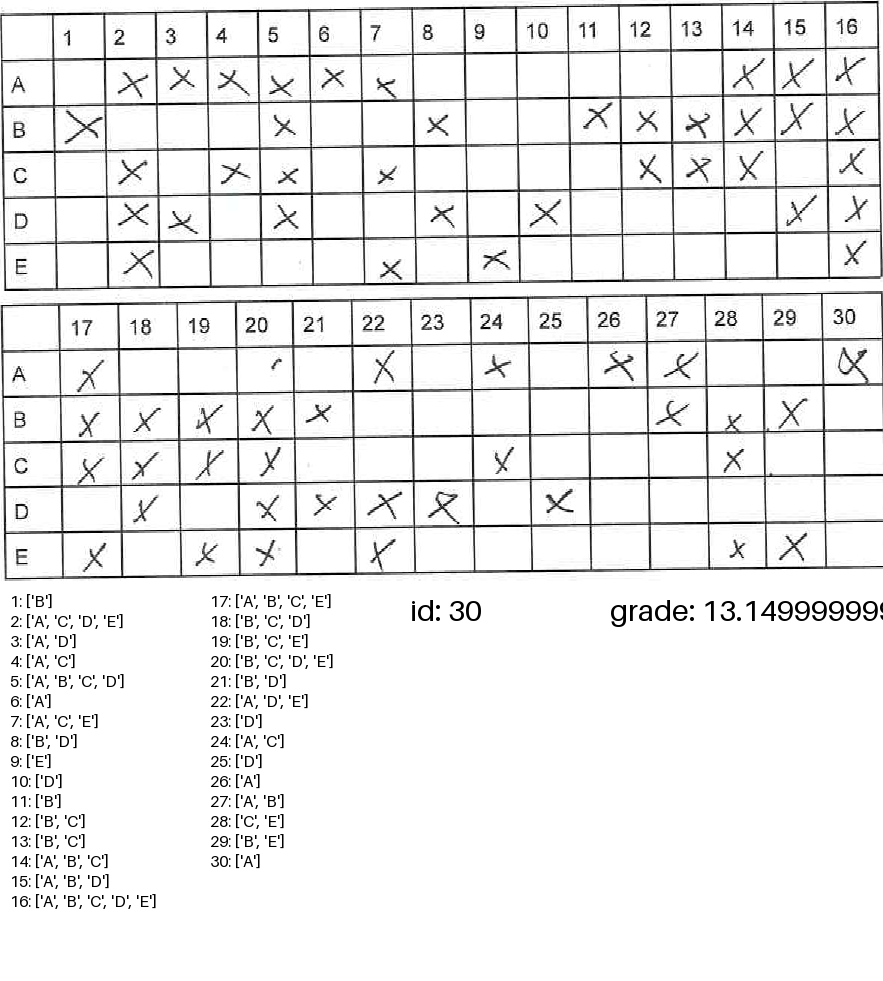 1 2 3 4 5 6 7 8 9 10 11 12 13 14 15 16
A X X X X X X X X X
B X X X X X X X X X X
C X X X X X X X X
D X X X X X X X
E X X X X
17 18 19 20 21 22 23 24 25 26 27 28 29 30
A X X X X X X
B X X X X X X X X
C X X X X X X
D X X X X X X
E X X X X X X
1: ['B']
2: ['A', 'C', 'D', 'E']
3: ['A', 'D']
4: ['A', 'C']
5: ['A', 'B', 'C', 'D']
6: ['A']
7: ['A', 'C', 'E']
8: ['B', 'D']
9: ['E']
10: ['D']
11: ['B']
12: ['B', 'C']
13: ['B', 'C']
14: ['A', 'B', 'C']
15: ['A', 'B', 'D']
16: ['A', 'B', 'C', 'D', 'E']
17: ['A', 'B', 'C', 'E']
18: ['B', 'C', 'D']
19: ['B', 'C', 'E']
20: ['B', 'C', 'D', 'E']
21: ['B', 'D']
22: ['A', 'D', 'E']
23: ['D']
24: ['A', 'C']
25: ['D']
26: ['A']
27: ['A', 'B']
28: ['C', 'E']
29: ['B', 'E']
30: ['A']
id: 30
grade: 13.149999999